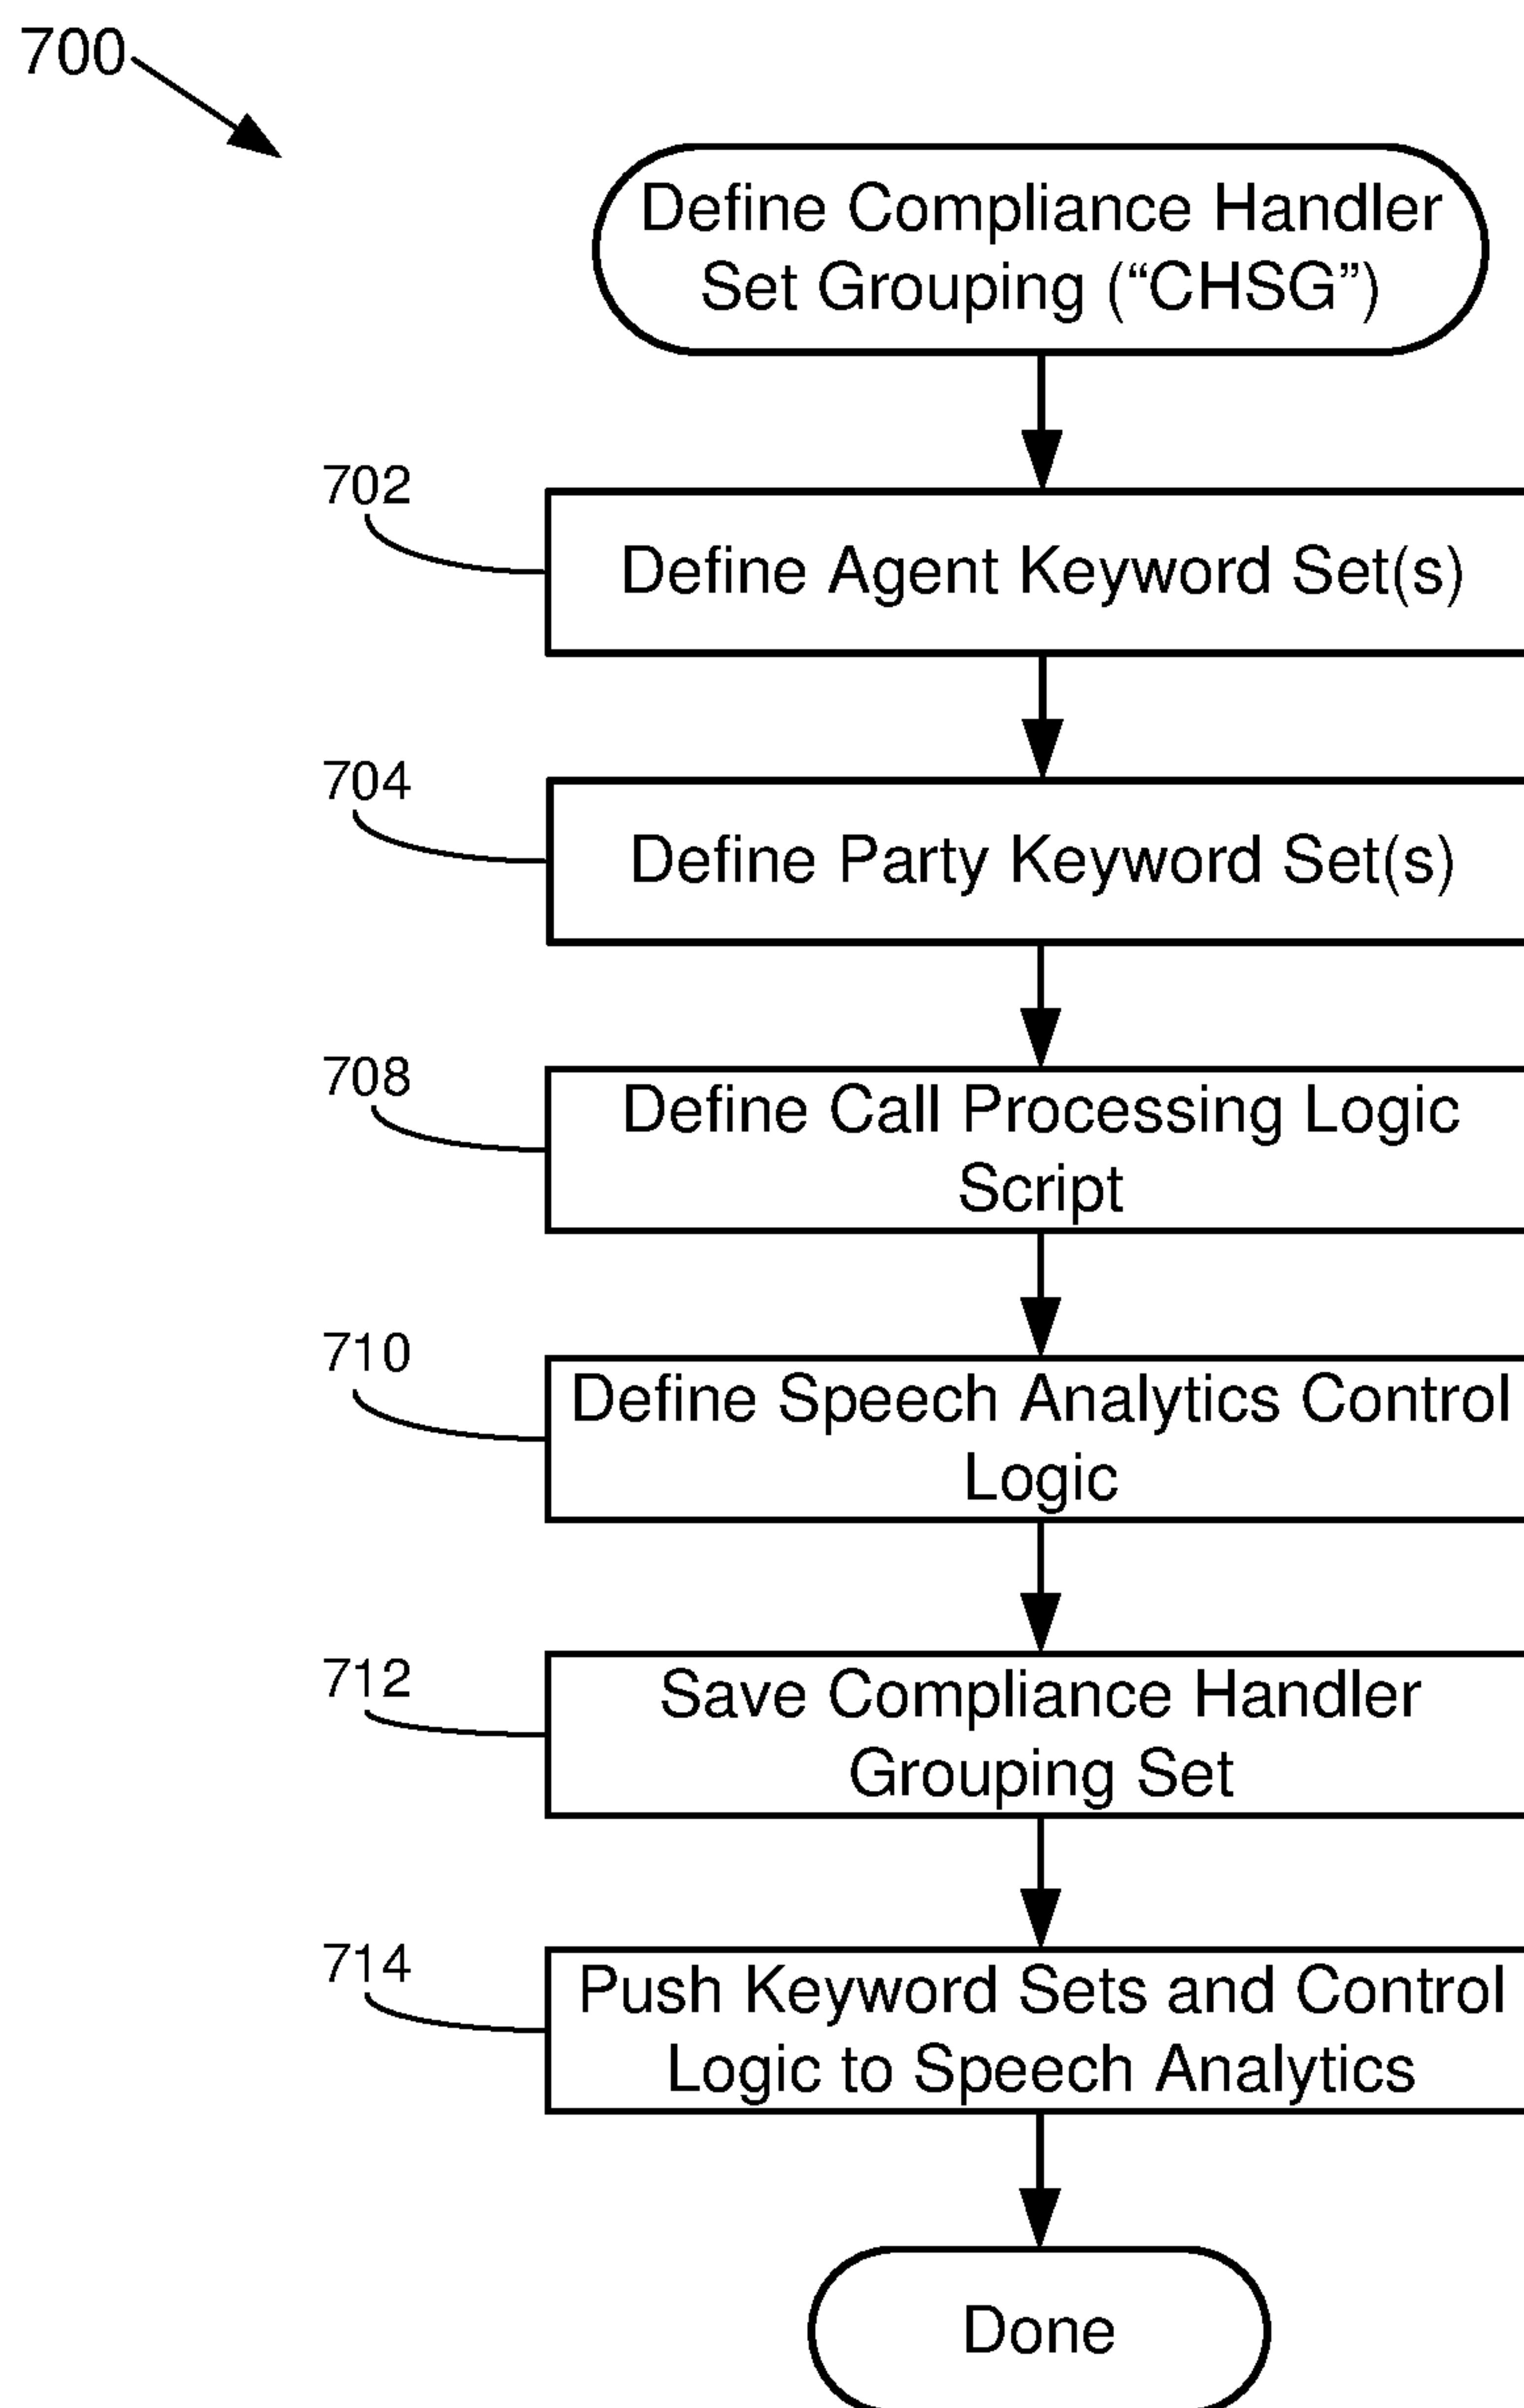 700
Define Compliance Handler
Set Grouping (“CHSG”)
702
Define Agent Keyword Set(s)
704
Define Party Keyword Set(s)
708
Define Call Processing Logic
Script
710
Define Speech Analytics Control
Logic
712
Save Compliance Handler
Grouping Set
714
Push Keyword Sets and Control
Logic to Speech Analytics
Done